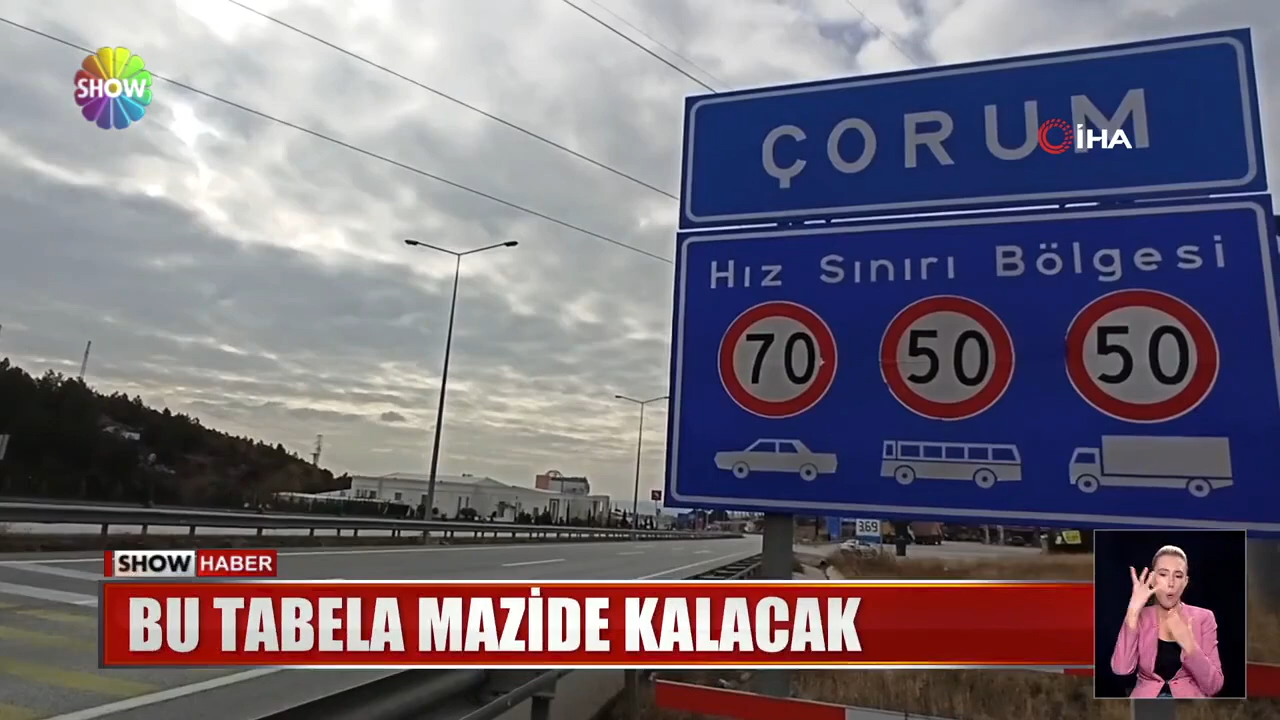 SHOW
ÇORUM
İHA
Hız Sınırı Bölgesi
70 50 50
369
SHOW HABER
BU TABELA MAZİDE KALACAK